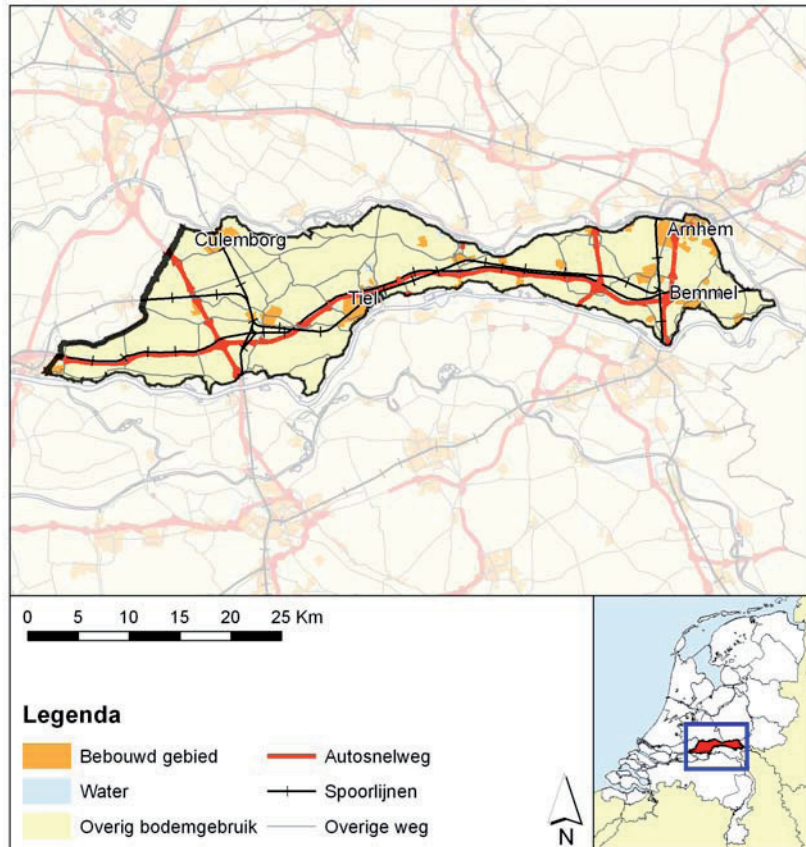 Culemborg
Arnhem
Tiel
Bemmel
0 5 10 15 20 25 Km
Legenda
Bebouwd gebied
Autosnelweg
Water
Spoorlijnen
Overig bodemgebruik
Overige weg
N